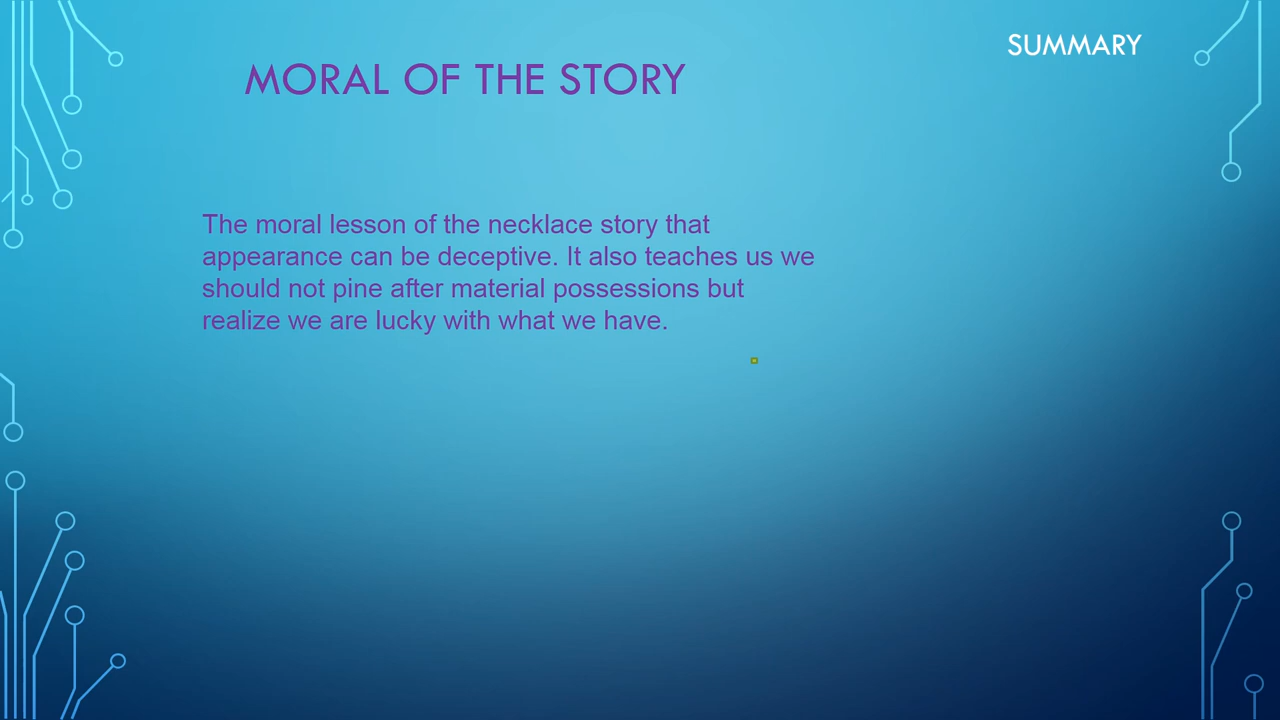 SUMMARY
MORAL OF THE STORY
The moral lesson of the necklace story that
appearance can be deceptive. It also teaches us we
should not pine after material possessions but
realize we are lucky with what we have.